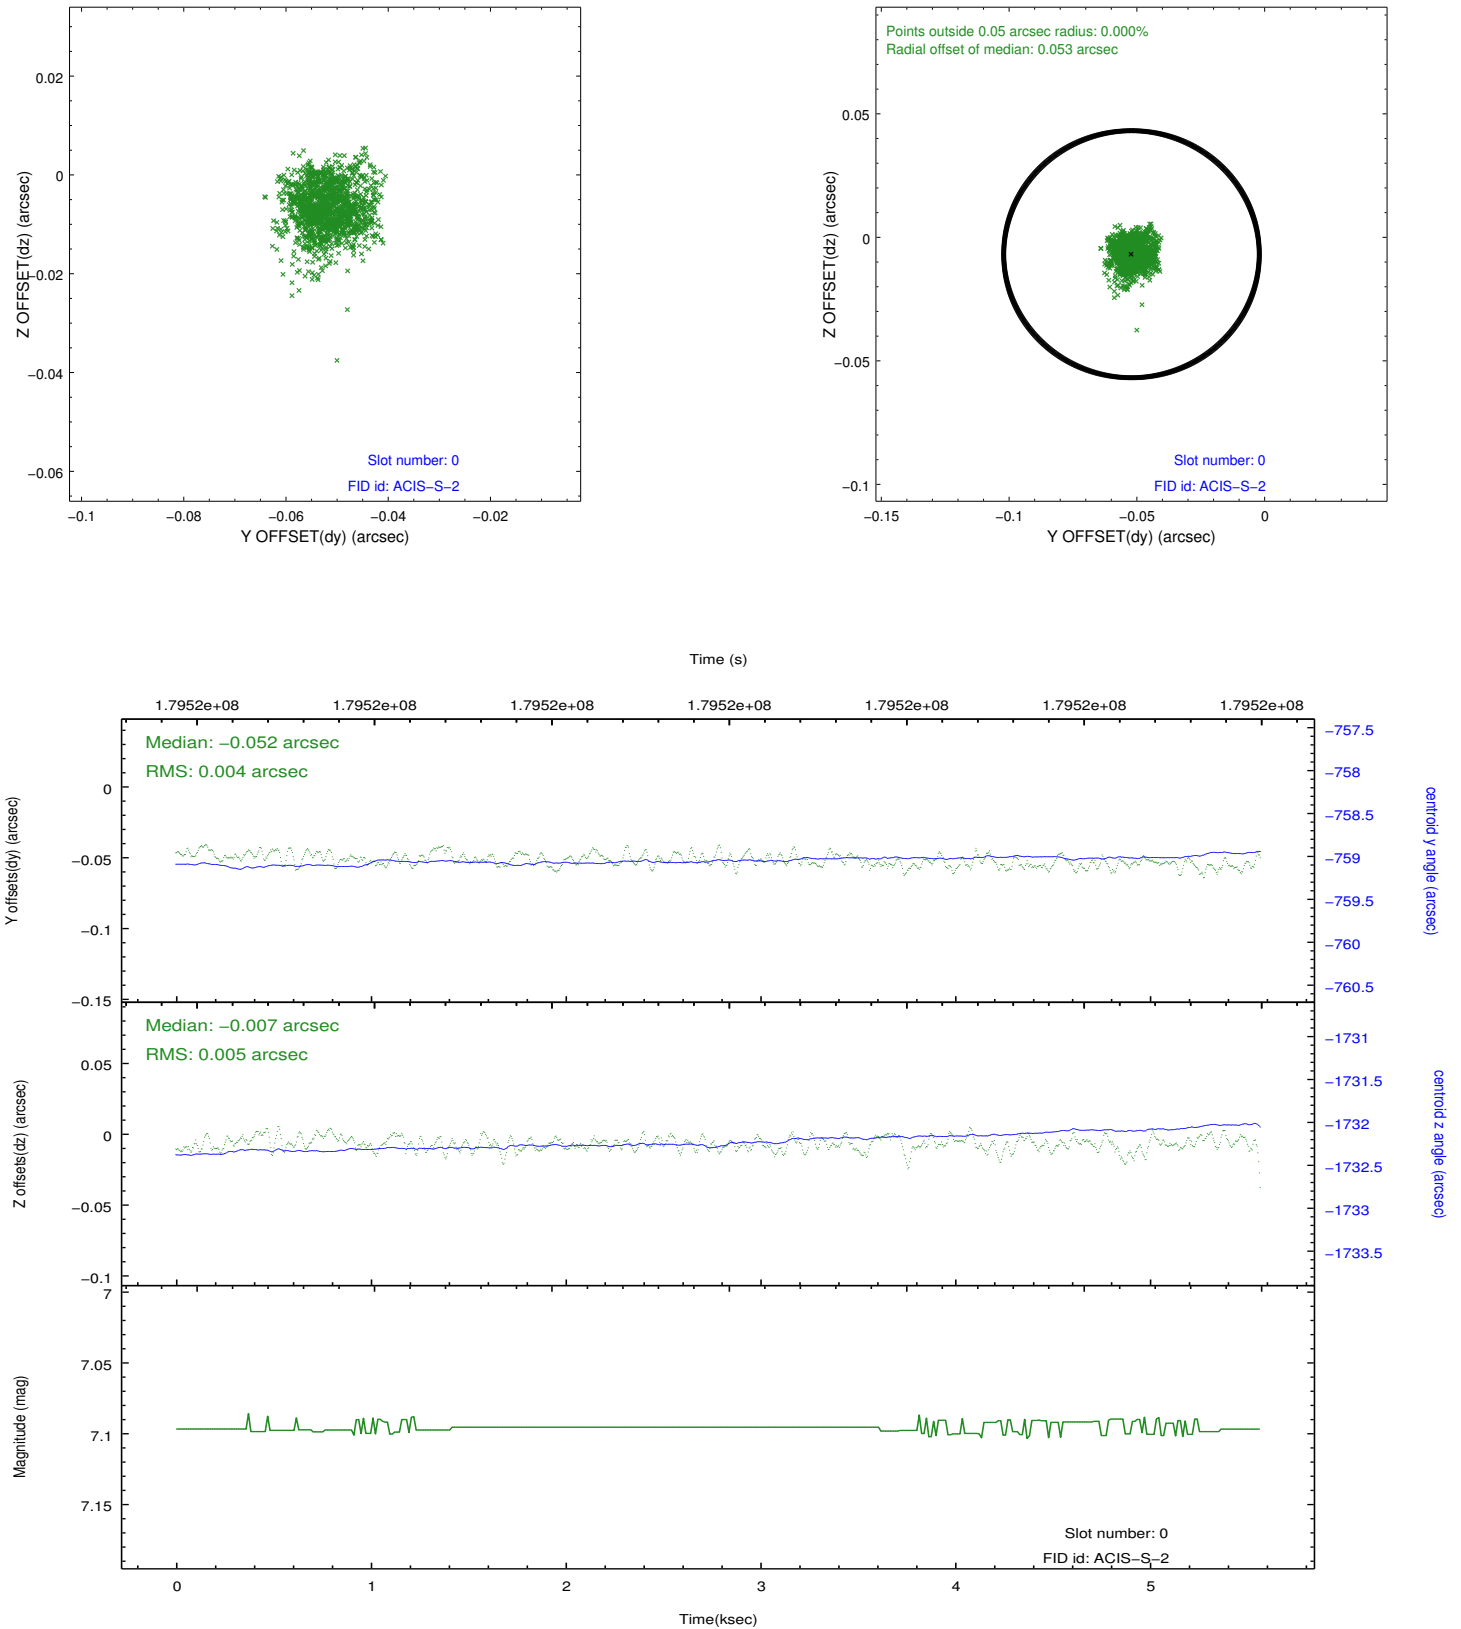 0.02
0
−0.02
−0.04
−0.06
−0.1
−0.08
−0.06
−0.04
−0.02
Z OFFSET(dz) (arcsec)
Y OFFSET(dy) (arcsec)
Slot number: 0
FID id: ACIS−S−2
Points outside 0.05 arcsec radius: 0.000%
Radial offset of median: 0.053 arcsec
0.05
0
−0.05
−0.1
−0.15
−0.1
−0.05
0
Z OFFSET(dz) (arcsec)
Y OFFSET(dy) (arcsec)
Slot number: 0
FID id: ACIS−S−2
Time (s)
1.7952e+08
1.7952e+08
1.7952e+08
1.7952e+08
1.7952e+08
1.7952e+08
1.7952e+08
Median: −0.052 arcsec
RMS: 0.004 arcsec
0
−0.05
−0.1
−0.15
Y offsets(dy) (arcsec)
−757.5
−758
−758.5
−759
−759.5
−760
−760.5
centroid y angle (arcsec)
Median: −0.007 arcsec
RMS: 0.005 arcsec
0.05
0
−0.05
−0.1
Z offsets(dz) (arcsec)
−1731
−1731.5
−1732
−1732.5
−1733
−1733.5
centroid z angle (arcsec)
7
7.05
7.1
7.15
Magnitude (mag)
Slot number: 0
FID id: ACIS−S−2
0
1
2
3
4
5
Time(ksec)